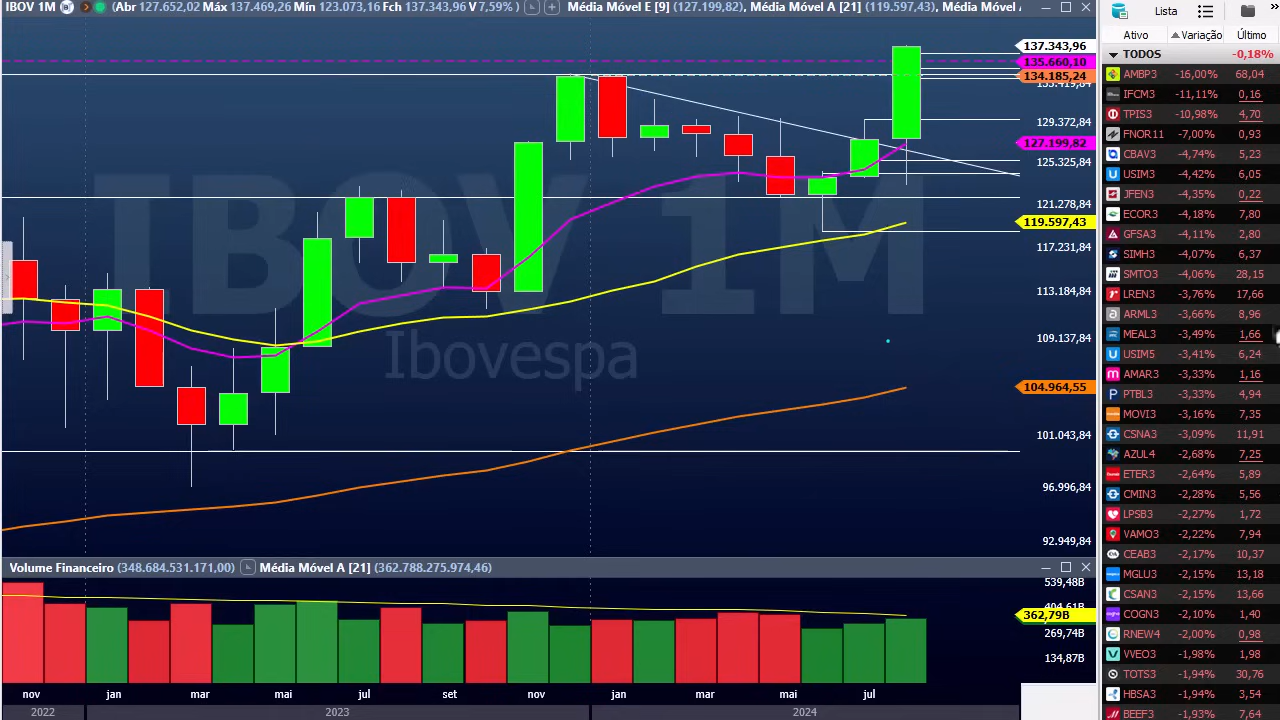 IBOV 1M (Abr 127.652,02 Máx 137.469,26 Mín 123.073,16 Fch 137.343,96 V 7,59%) Média Móvel E [9] (127.199,82), Média Móvel A [21] (119.597,43), Média Móvel A
137.343,96
135.660,10
134.185,24
129.372,84
127.199,82
125.325,84
121.278,84
119.597,43
117.231,84
113.184,84
109.137,84
104.964,55
101.043,84
96.996,84
92.949,84
IBOV 1M
Ibovespa
Volume Financeiro (348.684.531.171,00) Média Móvel A [21] (362.788.275.974,46)
539,48B
404,61B
362,79B
269,74B
134,87B
nov jan mar mai jul set nov jan mar mai jul
2022 2023 2024
Lista
Ativo Variação Último
TODOS -0,18%
AMBP3 -16,00% 68,04
IFCM3 -11,11% 0,16
TPIS3 -10,98% 4,70
FNOR11 -7,00% 0,93
CBAV3 -4,74% 5,23
USIM3 -4,42% 6,05
JFEN3 -4,35% 0,22
ECOR3 -4,18% 7,80
GFSA3 -4,11% 2,80
SIMH3 -4,07% 6,37
SMTO3 -4,06% 28,15
LREN3 -3,76% 17,66
ARML3 -3,66% 8,96
MEAL3 -3,49% 1,66
USIM5 -3,41% 6,24
AMAR3 -3,33% 1,16
PTBL3 -3,33% 4,94
MOVI3 -3,16% 7,35
CSNA3 -3,09% 11,91
AZUL4 -2,68% 7,25
ETER3 -2,64% 5,89
CMIN3 -2,28% 5,56
LPSB3 -2,27% 1,72
VAMO3 -2,22% 7,94
CEAB3 -2,17% 10,37
MGLU3 -2,15% 13,18
CSAN3 -2,15% 13,66
COGN3 -2,10% 1,40
RNEW4 -2,00% 0,98
VVEO3 -1,98% 1,98
TOTS3 -1,94% 30,76
HBSA3 -1,94% 3,54
BEEF3 -1,93% 7,64